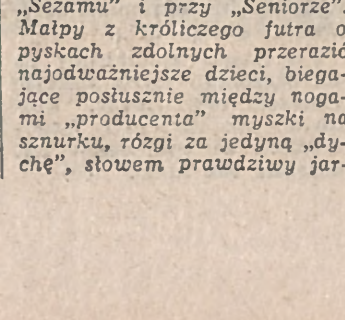 „Sezamu" i przy „Seniorze".
Małpy z króliczego futra o
pyskach zdolnych przerazić
najodważniejsze dzieci, biega-
jące posłusznie między noga-
mi „producenta" myszki na
sznurku, rózgi za jedyną „dy-
chę", słowem prawdziwy jar-